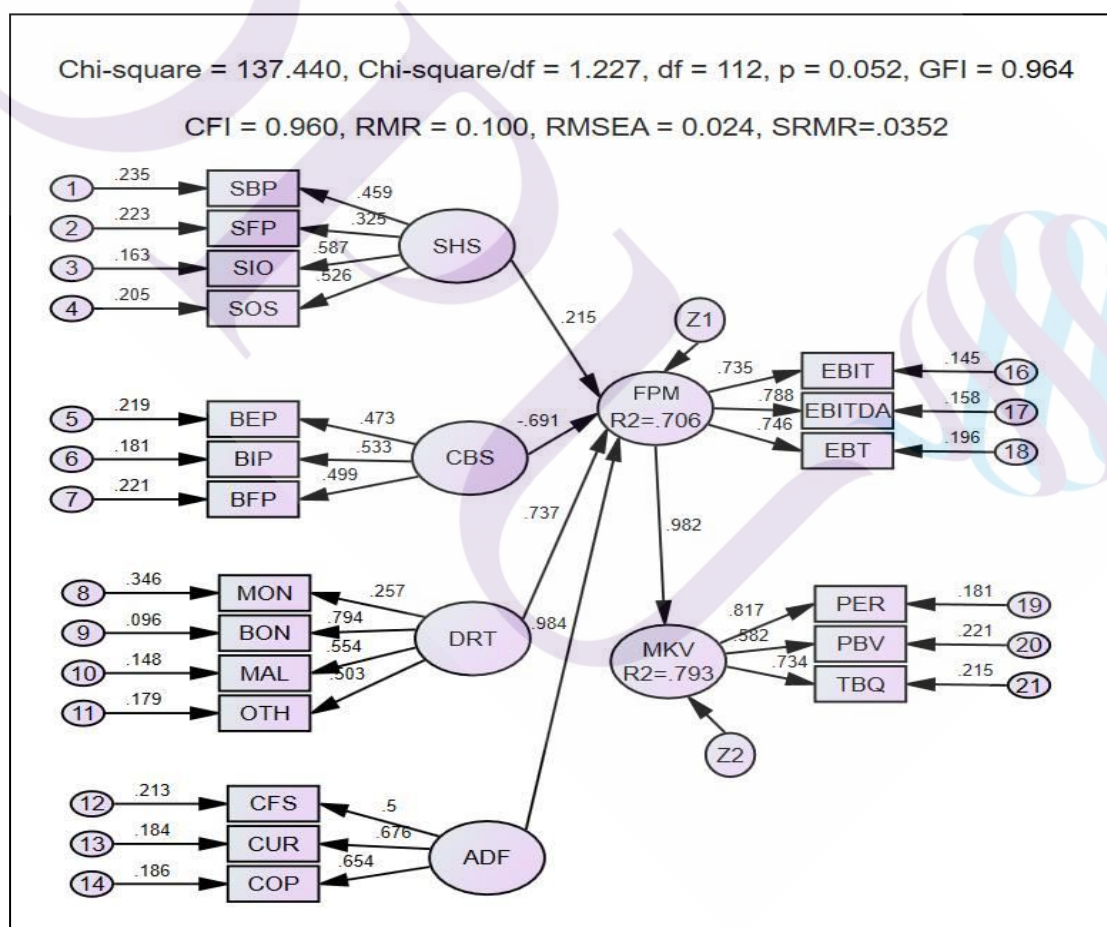 Chi-square = 137.440, Chi-square/df = 1.227, df = 112, p = 0.052, GFI = 0.964
CFI = 0.960, RMR = 0.100, RMSEA = 0.024, SRMR=.0352
1 .235 SBP .459
2 .223 SFP .325
3 .163 SIO .587
4 .205 SOS .526
SHS
.215
Z1
5 .219 BEP .473
6 .181 BIP .533
7 .221 BFP .499
CBS
-.691
FPM
R2=.706
.735 EBIT .145 16
.788 EBITDA .158 17
.746 EBT .196 18
.737
.982
8 .346 MON .257
9 .096 BON .794
10 .148 MAL .554
11 .179 OTH .503
DRT
.984
MKV
R2=.793
.817 PER .181 19
.582 PBV .221 20
.734 TBQ .215 21
Z2
12 .213 CFS .5
13 .184 CUR .676
14 .186 COP .654
ADF